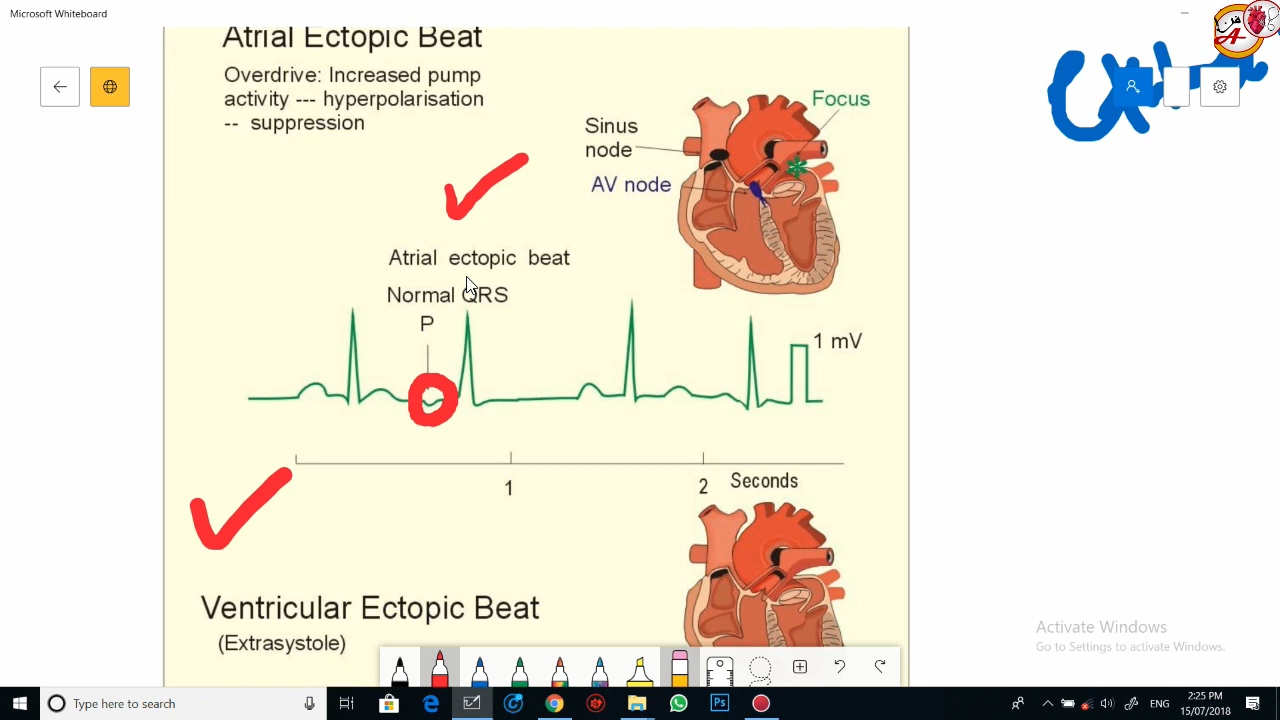 Microsoft Whiteboard
Atrial Ectopic Beat
Overdrive: Increased pump
activity --- hyperpolarisation
-- suppression
Focus
Sinus
node
AV node
Atrial ectopic beat
Normal QRS
P
1 mV
1
2
Seconds
Ventricular Ectopic Beat
(Extrasystole)
Activate Windows
Go to Settings to activate Windows.
Type here to search
Ps
ENG
2:25 PM
15/07/2018